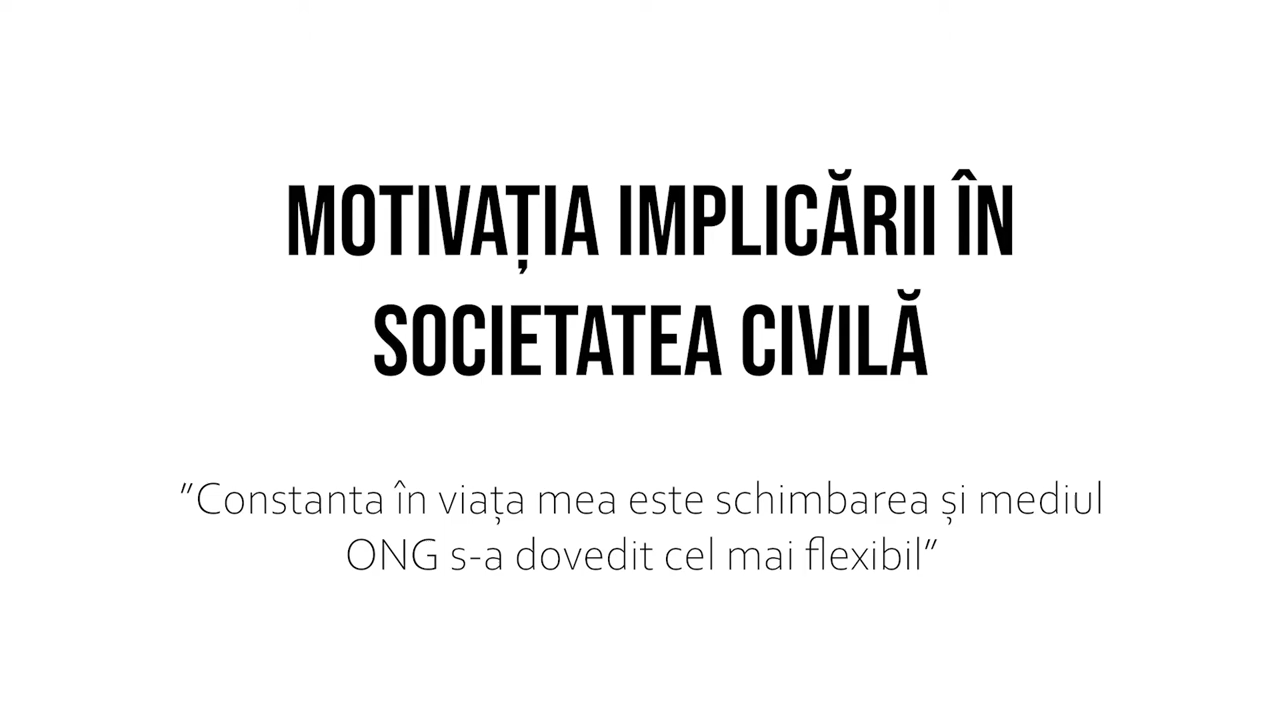 MOTIVAȚIA IMPLICĂRII ÎN
SOCIETATEA CIVILĂ
”Constanta în viața mea este schimbarea și mediul
ONG s-a dovedit cel mai flexibil”